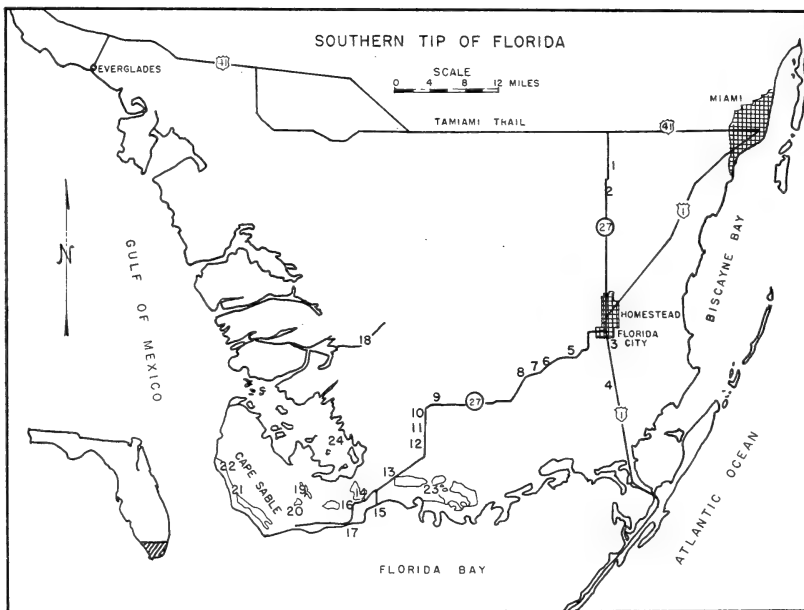 SOUTHERN TIP OF FLORIDA
SCALE
0 4 8 12 MILES
EVERGLADES
41
MIAMI
TAMIAMI TRAIL
41
1
2
27
1
N
GULF OF MEXICO
BISCAYNE BAY
HOMESTEAD
FLORIDA
CITY
3
18
5
6
7
8
4
9
27
10
11
12
1
24
CAPE SABLE
22
21
13
23
19
14
20
16
15
17
ATLANTIC OCEAN
FLORIDA BAY